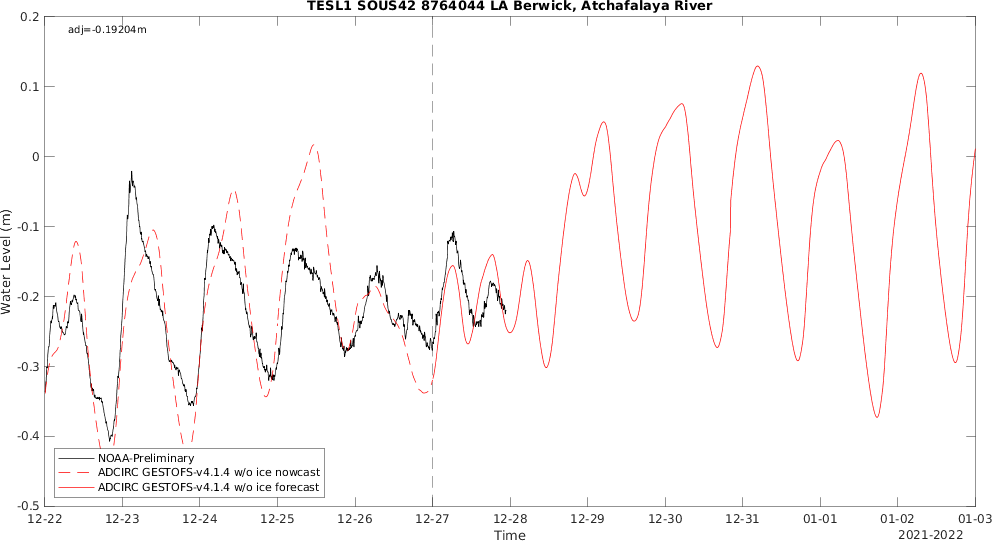 TESL1 SOUS42 8764044 LA Berwick, Atchafalaya River
adj=-0.19204m
0.2
0.1
0
-0.1
-0.2
-0.3
-0.4
-0.5
Water Level (m)
NOAA-Preliminary
ADCIRC GESTOFS-v4.1.4 w/o ice nowcast
ADCIRC GESTOFS-v4.1.4 w/o ice forecast
12-22 12-23 12-24 12-25 12-26 12-27 12-28 12-29 12-30 12-31 01-01 01-02 01-03
Time
2021-2022